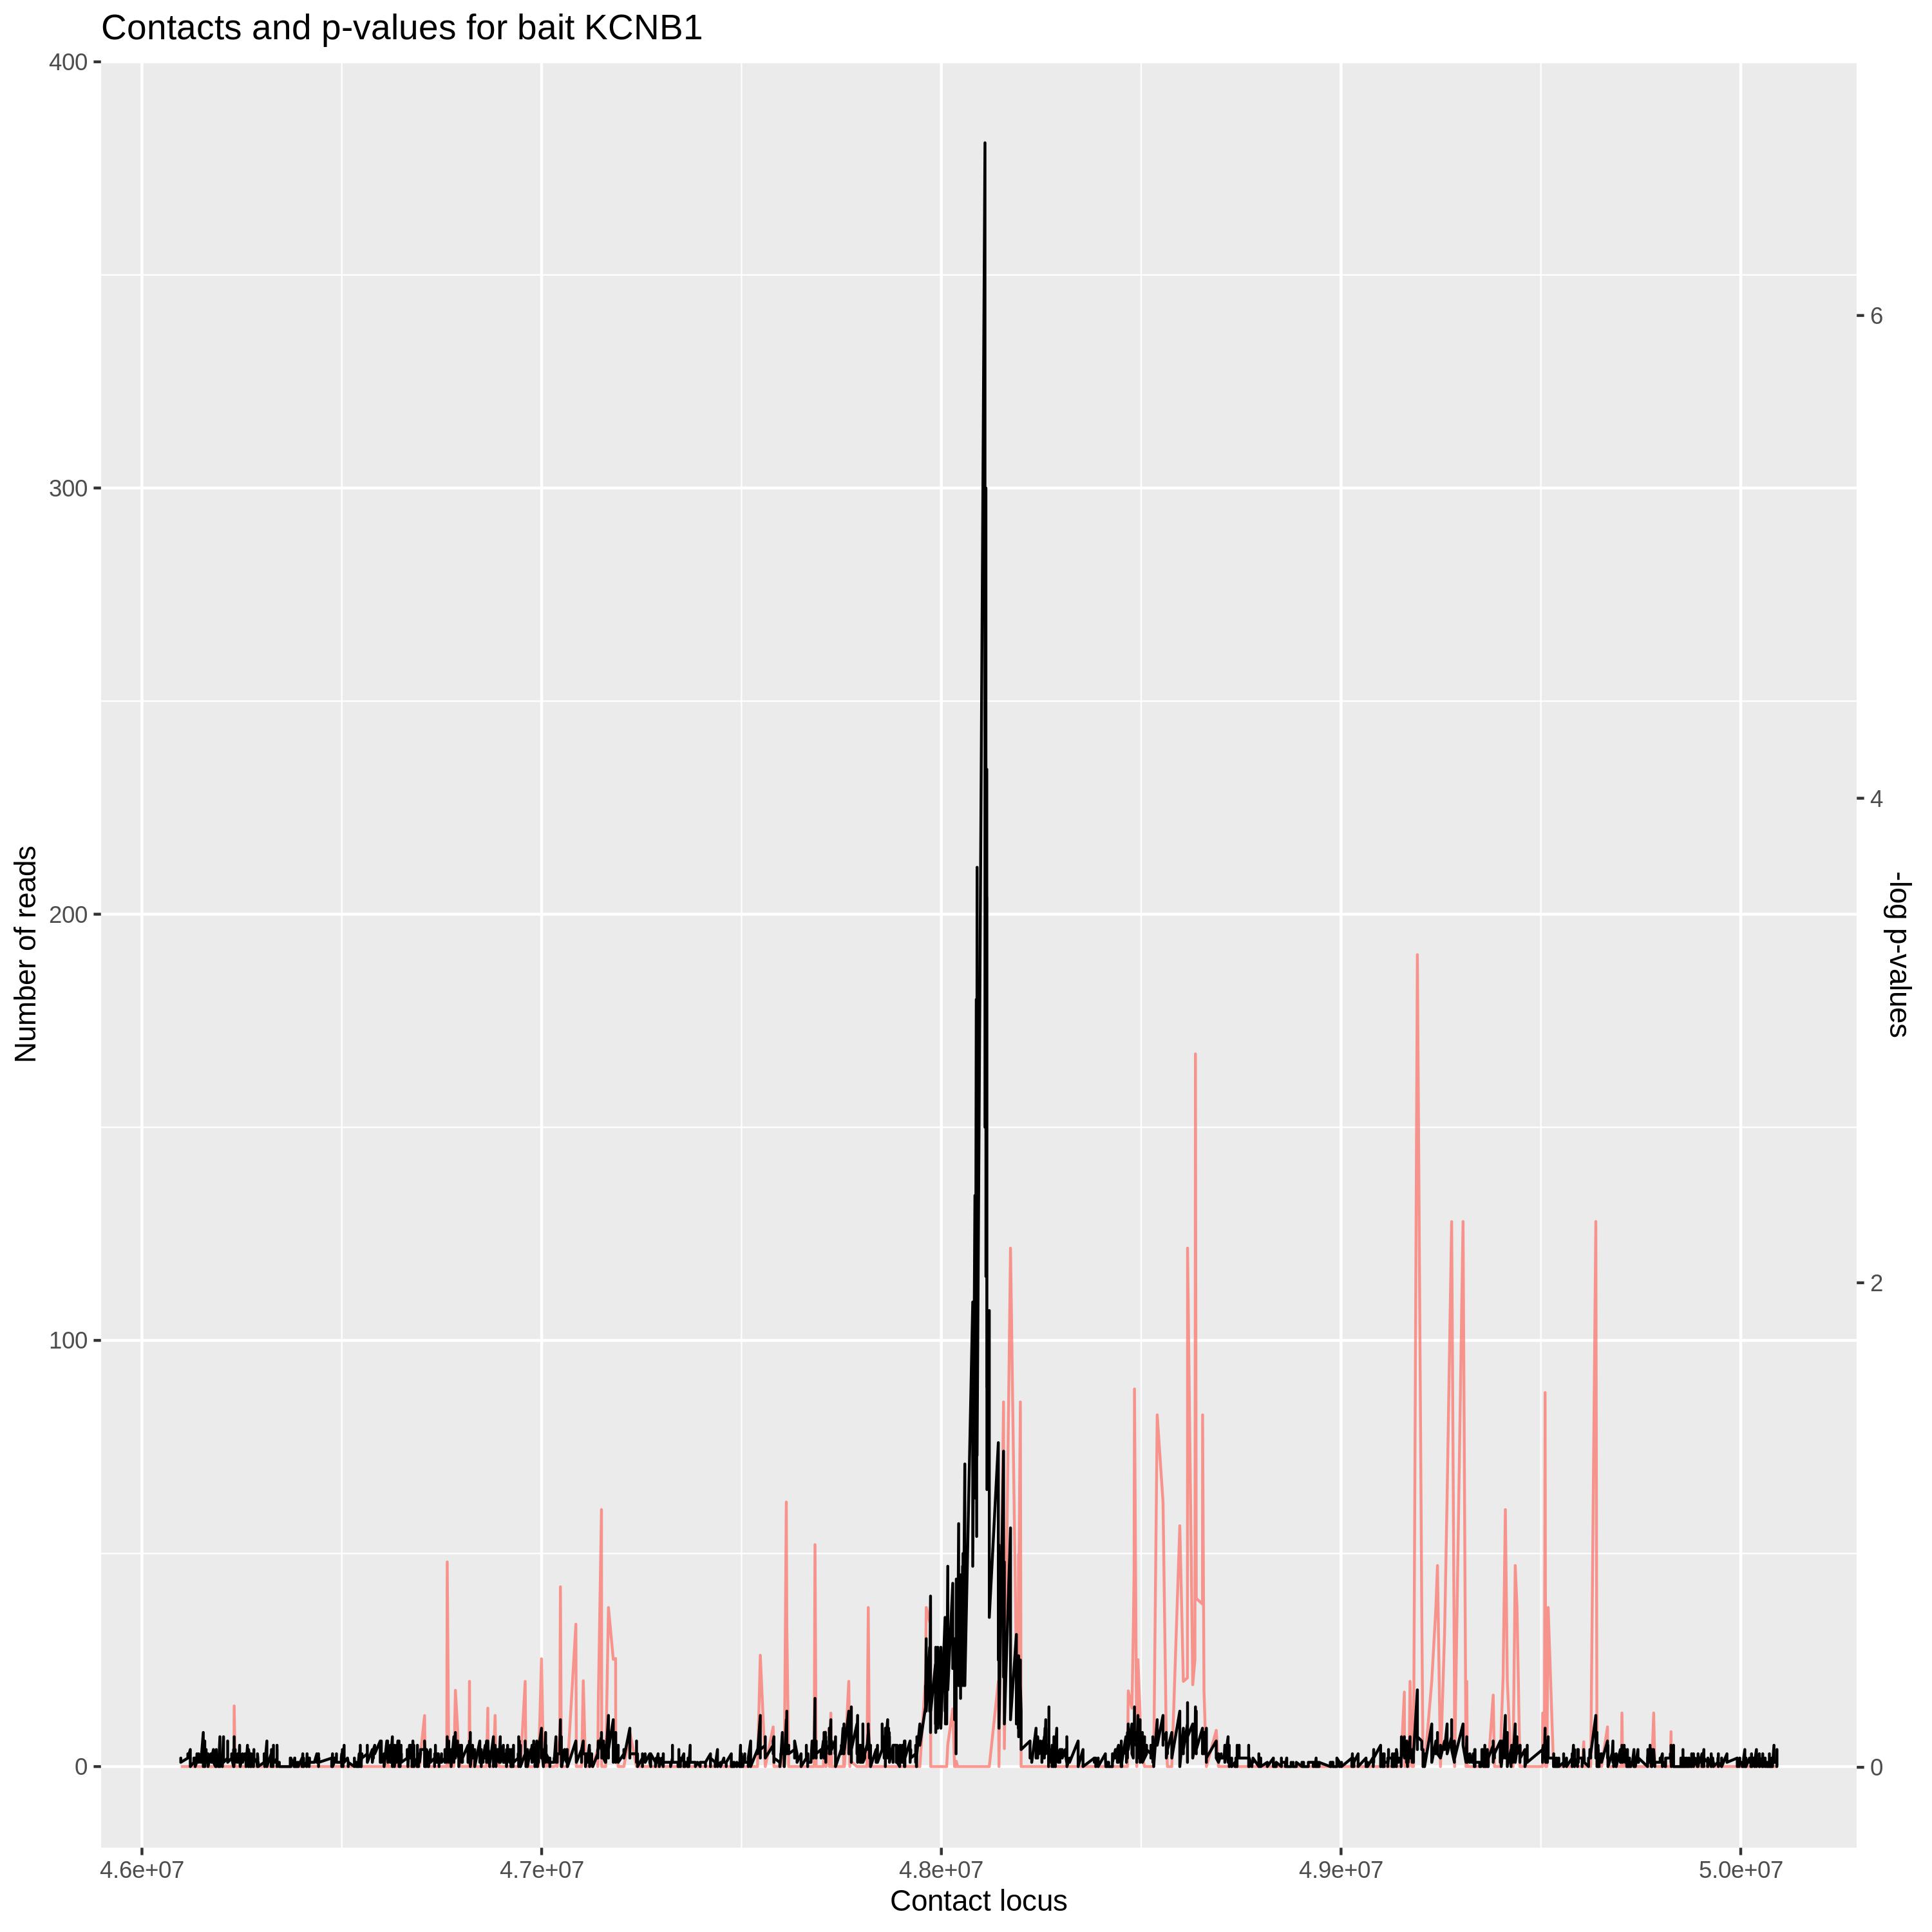 Contacts and p-values for bait KCNB1
400
300
200
100
0
Number of reads
6
4
2
0
-log p-values
4.6e+07
4.7e+07
4.8e+07
4.9e+07
5.0e+07
Contact locus